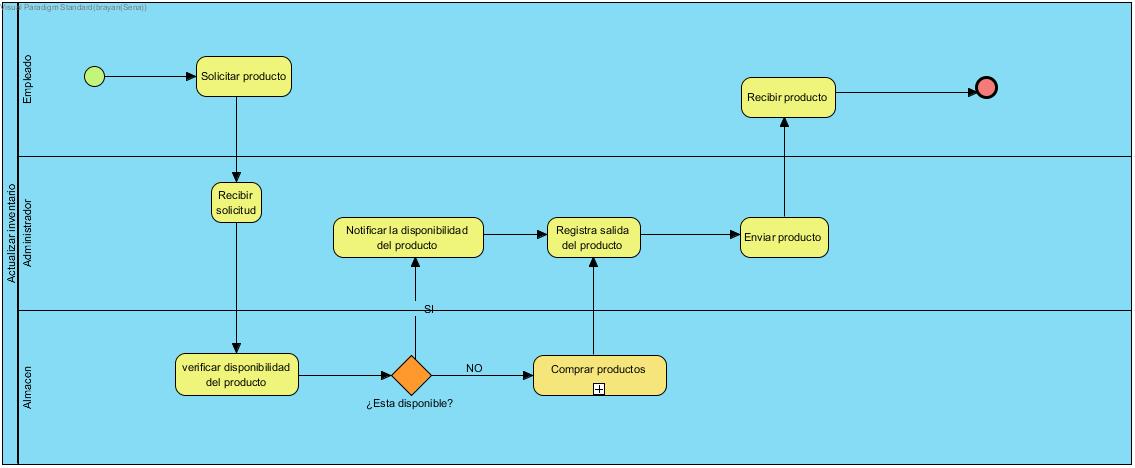 Visual Paradigm Standard(brayan(Sena))
Actualizar inventario
Empleado
Solicitar producto
Recibir producto
Administrador
Recibir
solicitud
Notificar la disponibilidad
del producto
Registra salida
del producto
Enviar producto
SI
Almacen
verificar disponibilidad
del producto
¿Esta disponible?
NO
Comprar productos